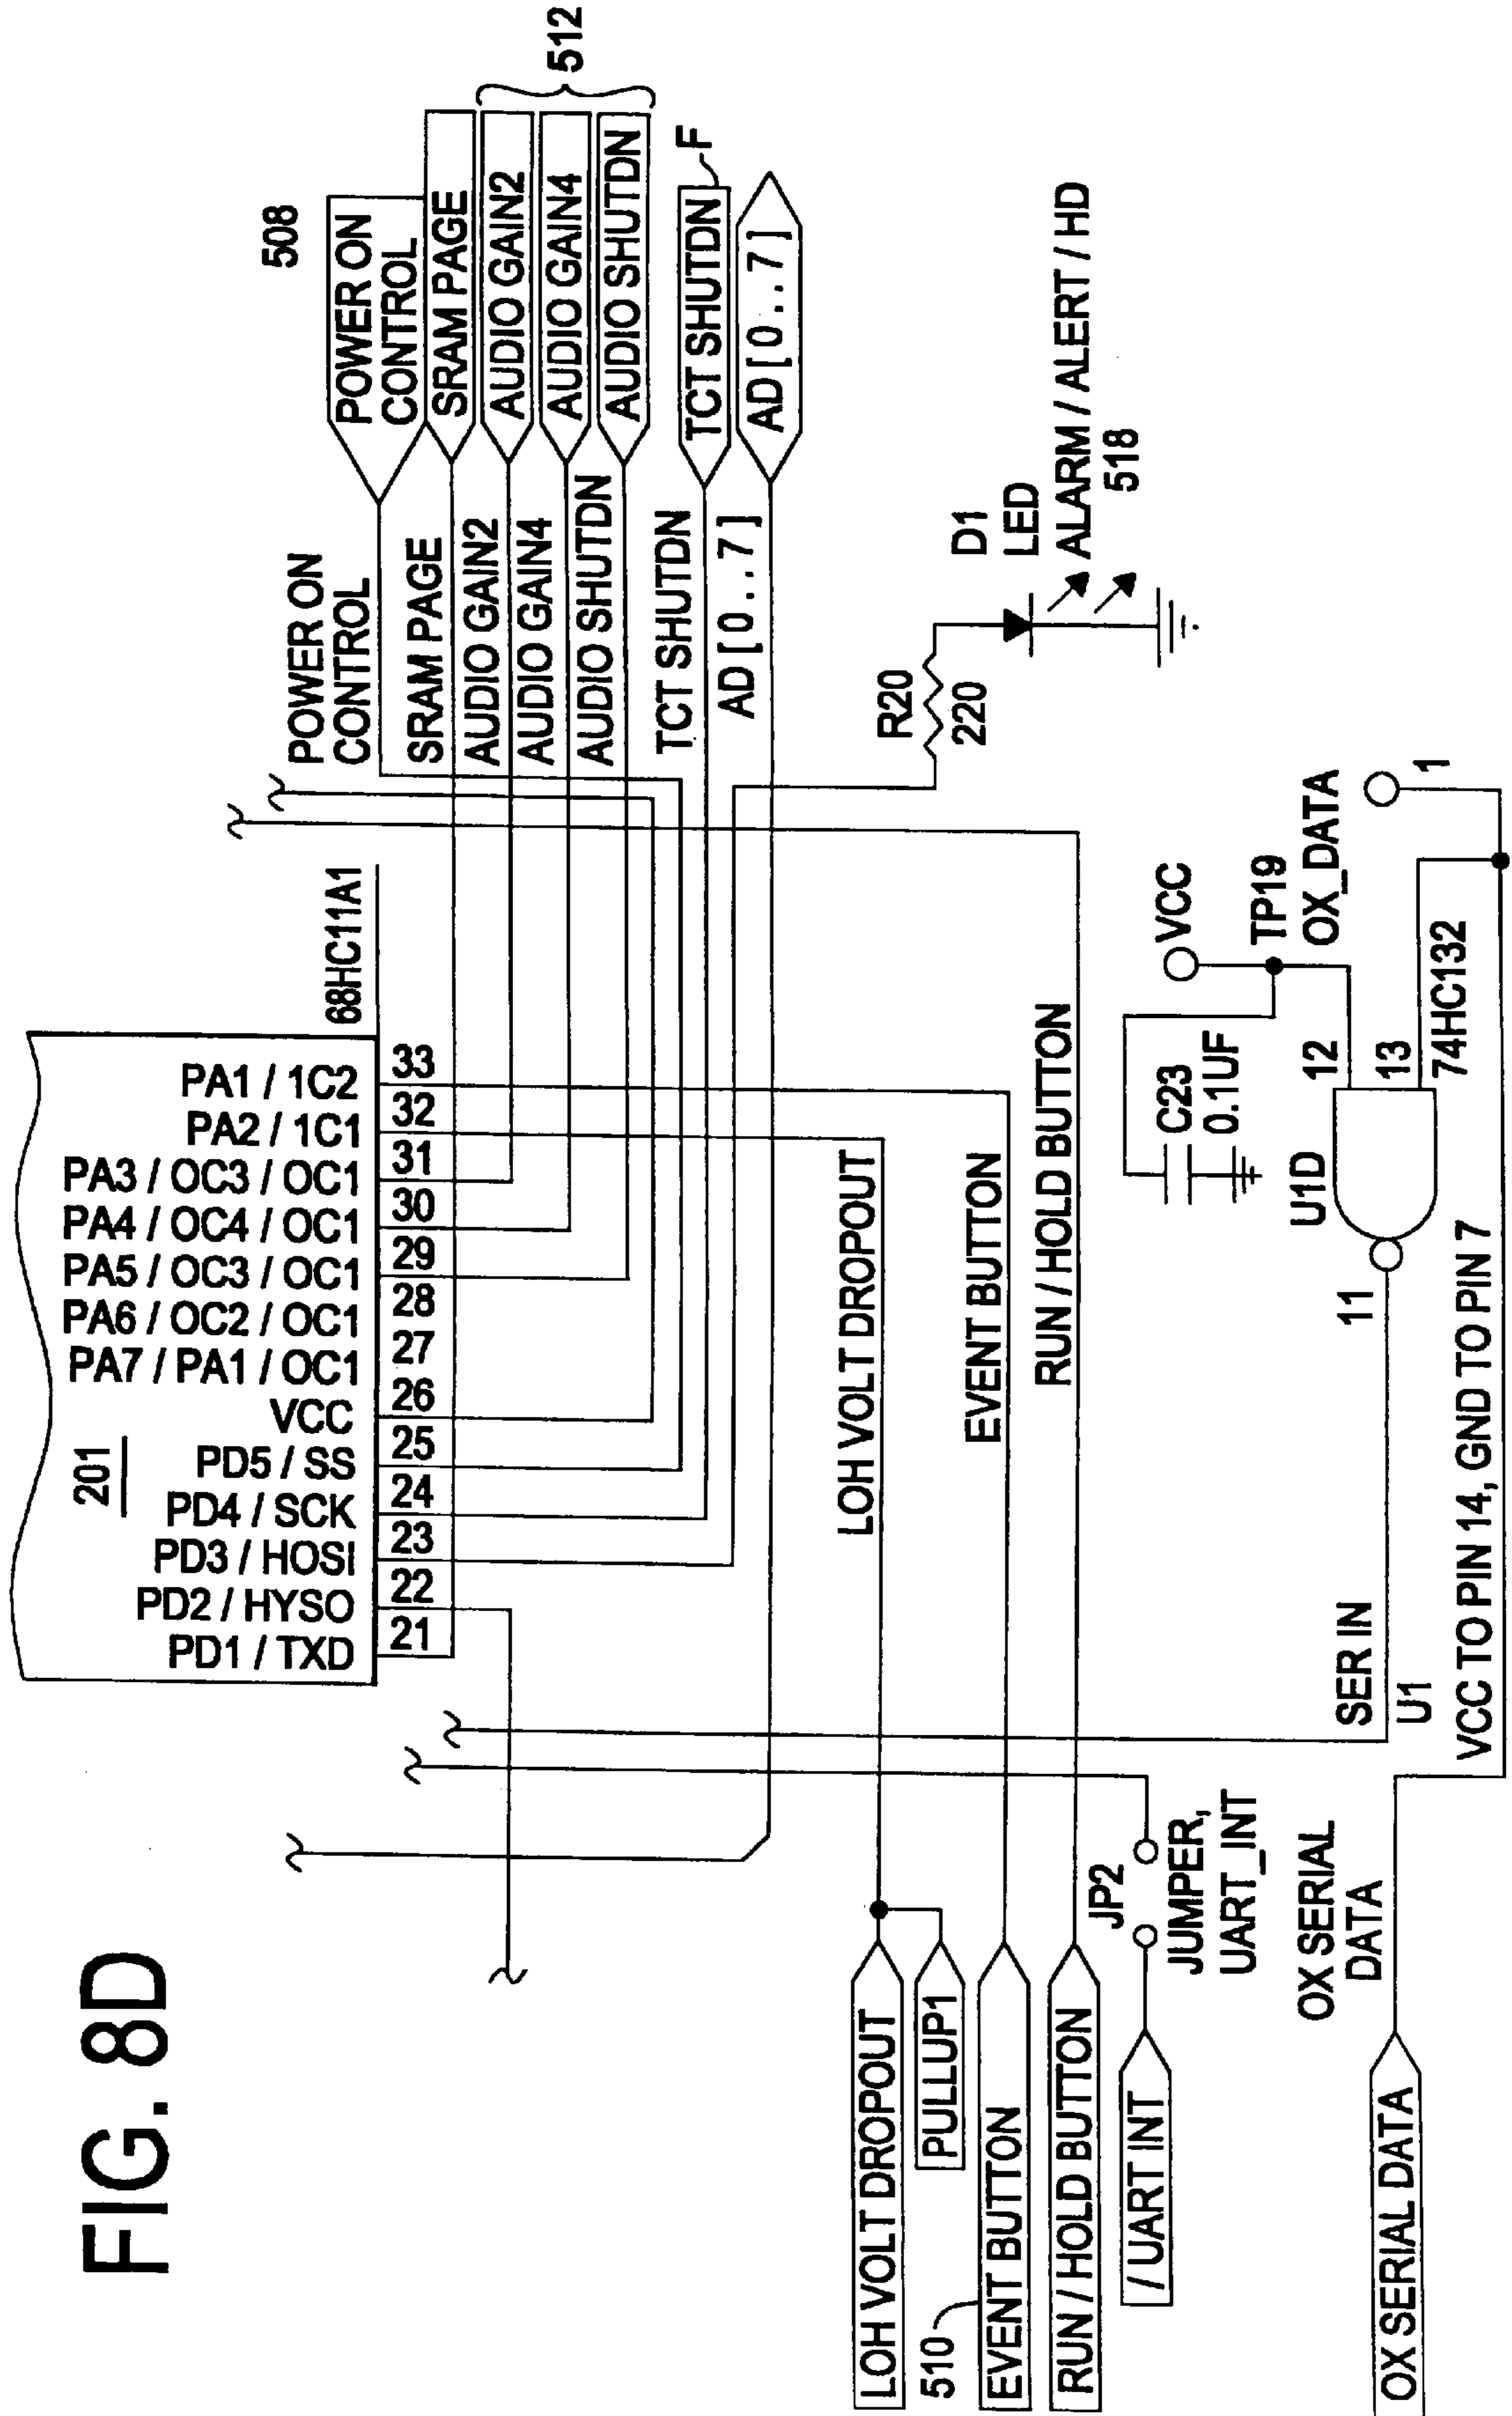 FIG. 8D
201
68HC11A1
PA1 / 1C2 33
PA2 / 1C1 32
PA3 / OC3 / OC1 31
PA4 / OC4 / OC1 30
PA5 / OC3 / OC1 29
PA6 / OC2 / OC1 28
PA7 / PA1 / OC1 27
VCC 26
PD5 / SS 25
PD4 / SCK 24
PD3 / HOSI 23
PD2 / HYSO 22
PD1 / TXD 21
POWER ON
CONTROL
SRAM PAGE
AUDIO GAIN2
AUDIO GAIN4
AUDIO SHUTDN
TCT SHUTDN
AD [ 0 . . 7 ]
508
POWER ON
CONTROL
SRAM PAGE
AUDIO GAIN2
AUDIO GAIN4
AUDIO SHUTDN
512
TCT SHUTDN
F
AD [ 0 . . 7 ]
R20
220
D1
LED
ALARM / ALERT / HD
518
LOH VOLT DROPOUT
LOH VOLT DROPOUT
PULLUP1
510
EVENT BUTTON
EVENT BUTTON
RUN / HOLD BUTTON
RUN / HOLD BUTTON
/ UART INT
JP2
JUMPER,
UART_INT
OX SERIAL DATA
OX SERIAL
DATA
SER IN
U1
VCC TO PIN 14, GND TO PIN 7
11
U1D
12
13
74HC132
C23
0.1UF
VCC
TP19
OX_DATA
1